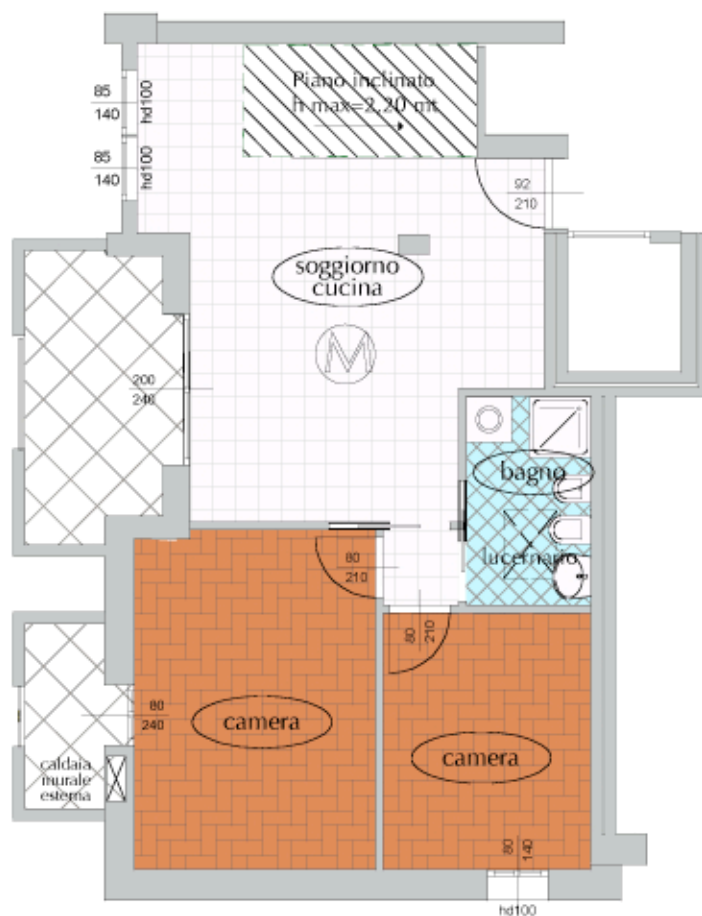 Piano inclinato
h max=2,20 mt
85
140
hd100
85
140
hd100
92
210
soggiorno
cucina
M
200
240
bagno
lucernario
80
210
80
210
80
240
camera
camera
caldaia
murale
esterna
80
140
hd100